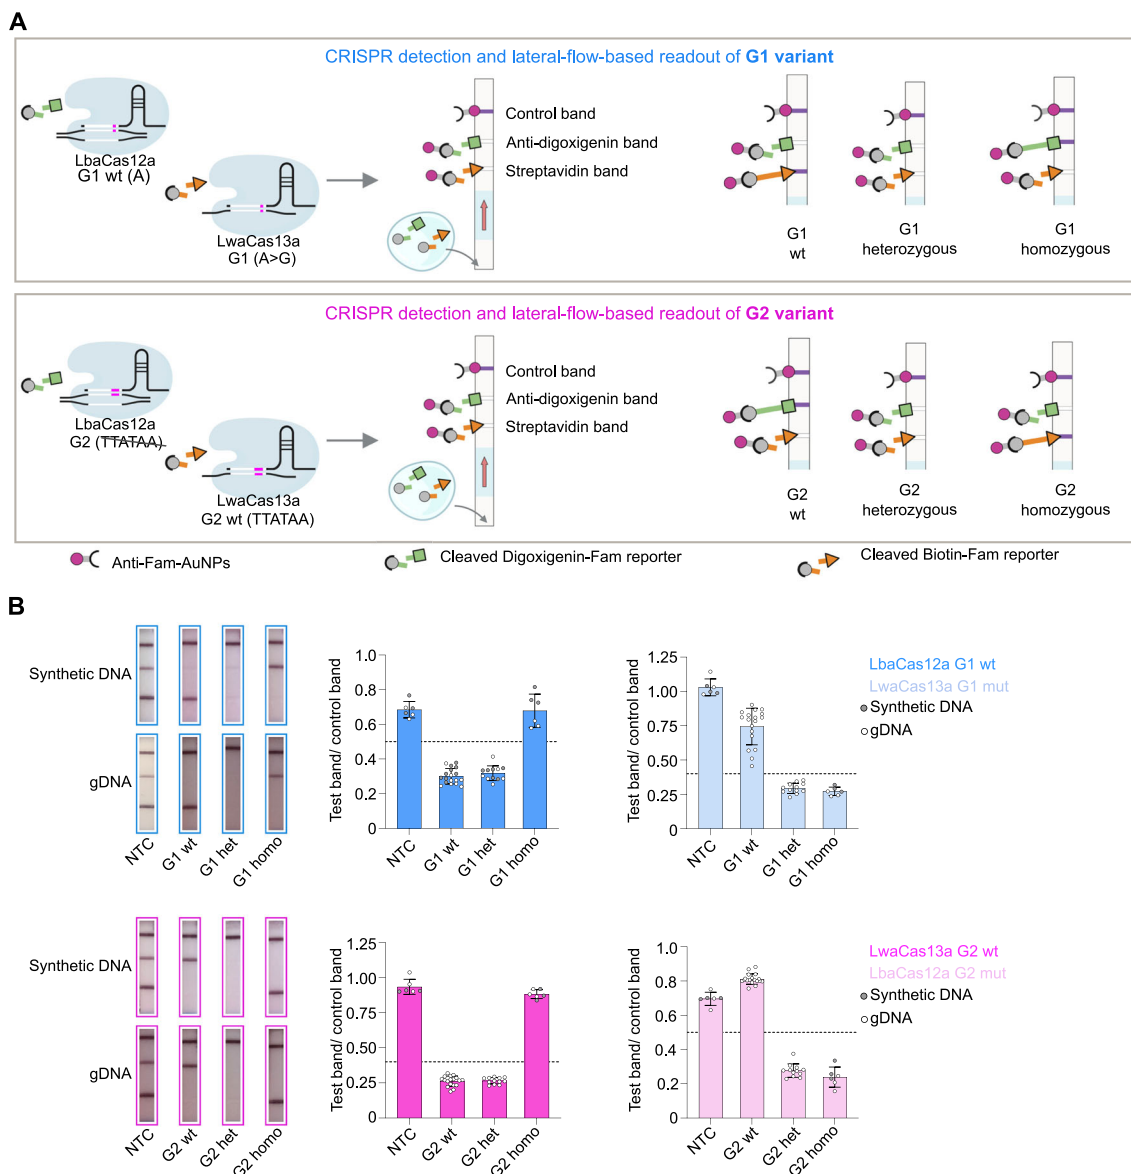 A
CRISPR detection and lateral-flow-based readout of G1 variant
LbaCas12a
G1 wt (A)
LwaCas13a
G1 (A>G)
Control band
Anti-digoxigenin band
Streptavidin band
G1
wt
G1
heterozygous
G1
homozygous
CRISPR detection and lateral-flow-based readout of G2 variant
LbaCas12a
G2 (TTATAA)
LwaCas13a
G2 wt (TTATAA)
Control band
Anti-digoxigenin band
Streptavidin band
G2
wt
G2
heterozygous
G2
homozygous
Anti-Fam-AuNPs
Cleaved Digoxigenin-Fam reporter
Cleaved Biotin-Fam reporter
B
Synthetic DNA
gDNA
NTC
G1 wt
G1 het
G1 homo
Test band/ control band
1.0
0.8
0.6
0.4
0.2
0
NTC
G1 wt
G1 het
G1 homo
Test band/ control band
1.25
1.00
0.75
0.50
0.25
0
NTC
G1 wt
G1 het
G1 homo
LbaCas12a G1 wt
LwaCas13a G1 mut
Synthetic DNA
gDNA
Synthetic DNA
gDNA
NTC
G2 wt
G2 het
G2 homo
Test band/ control band
1.25
1.00
0.75
0.50
0.25
0
NTC
G2 wt
G2 het
G2 homo
Test band/ control band
1.0
0.8
0.6
0.4
0.2
0
NTC
G2 wt
G2 het
G2 homo
LwaCas13a G2 wt
LbaCas12a G2 mut
Synthetic DNA
gDNA